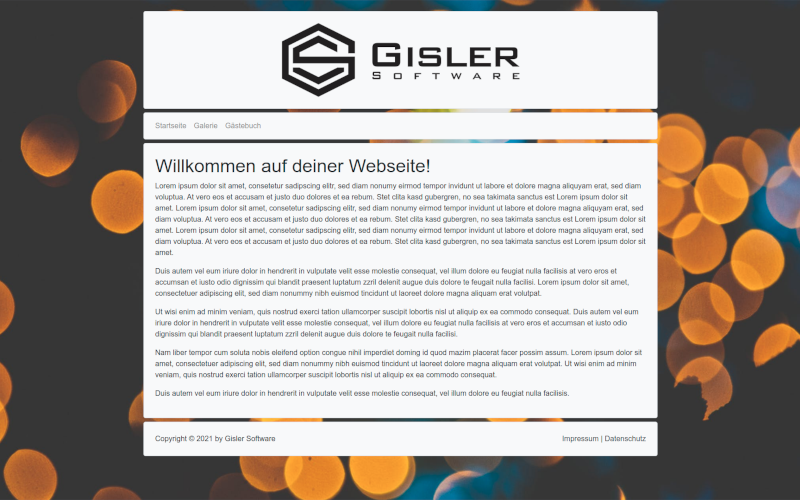 GISLER
SOFTWARE
Startseite Galerie Gästebuch
Willkommen auf deiner Webseite!
Lorem ipsum dolor sit amet, consetetur sadipscing elitr, sed diam nonumy eirmod tempor invidunt ut labore et dolore magna aliquyam erat, sed diam
voluptua. At vero eos et accusam et justo duo dolores et ea rebum. Stet clita kasd gubergren, no sea takimata sanctus est Lorem ipsum dolor sit
amet. Lorem ipsum dolor sit amet, consetetur sadipscing elitr, sed diam nonumy eirmod tempor invidunt ut labore et dolore magna aliquyam erat, sed
diam voluptua. At vero eos et accusam et justo duo dolores et ea rebum. Stet clita kasd gubergren, no sea takimata sanctus est Lorem ipsum dolor sit
amet. Lorem ipsum dolor sit amet, consetetur sadipscing elitr, sed diam nonumy eirmod tempor invidunt ut labore et dolore magna aliquyam erat, sed
diam voluptua. At vero eos et accusam et justo duo dolores et ea rebum. Stet clita kasd gubergren, no sea takimata sanctus est Lorem ipsum dolor sit
amet.
Duis autem vel eum iriure dolor in hendrerit in vulputate velit esse molestie consequat, vel illum dolore eu feugiat nulla facilisis at vero eros et
accumsan et iusto odio dignissim qui blandit praesent luptatum zzril delenit augue duis dolore te feugait nulla facilisi. Lorem ipsum dolor sit amet,
consectetuer adipiscing elit, sed diam nonummy nibh euismod tincidunt ut laoreet dolore magna aliquam erat volutpat.
Ut wisi enim ad minim veniam, quis nostrud exerci tation ullamcorper suscipit lobortis nisl ut aliquip ex ea commodo consequat. Duis autem vel eum
iriure dolor in hendrerit in vulputate velit esse molestie consequat, vel illum dolore eu feugiat nulla facilisis at vero eros et accumsan et iusto odio
dignissim qui blandit praesent luptatum zzril delenit augue duis dolore te feugait nulla facilisi.
Nam liber tempor cum soluta nobis eleifend option congue nihil imperdiet doming id quod mazim placerat facer possim assum. Lorem ipsum dolor sit
amet, consectetuer adipiscing elit, sed diam nonummy nibh euismod tincidunt ut laoreet dolore magna aliquam erat volutpat. Ut wisi enim ad minim
veniam, quis nostrud exerci tation ullamcorper suscipit lobortis nisl ut aliquip ex ea commodo consequat.
Duis autem vel eum iriure dolor in hendrerit in vulputate velit esse molestie consequat, vel illum dolore eu feugiat nulla facilisis.
Copyright © 2021 by Gisler Software Impressum | Datenschutz